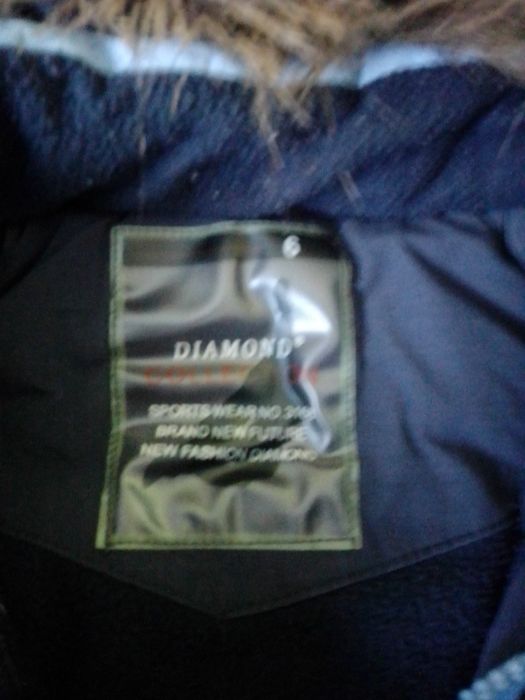 6
DIAMOND®
SPORTS WEAR NO
BRAND NEW FUTURE
NEW FASHION DIAMOND